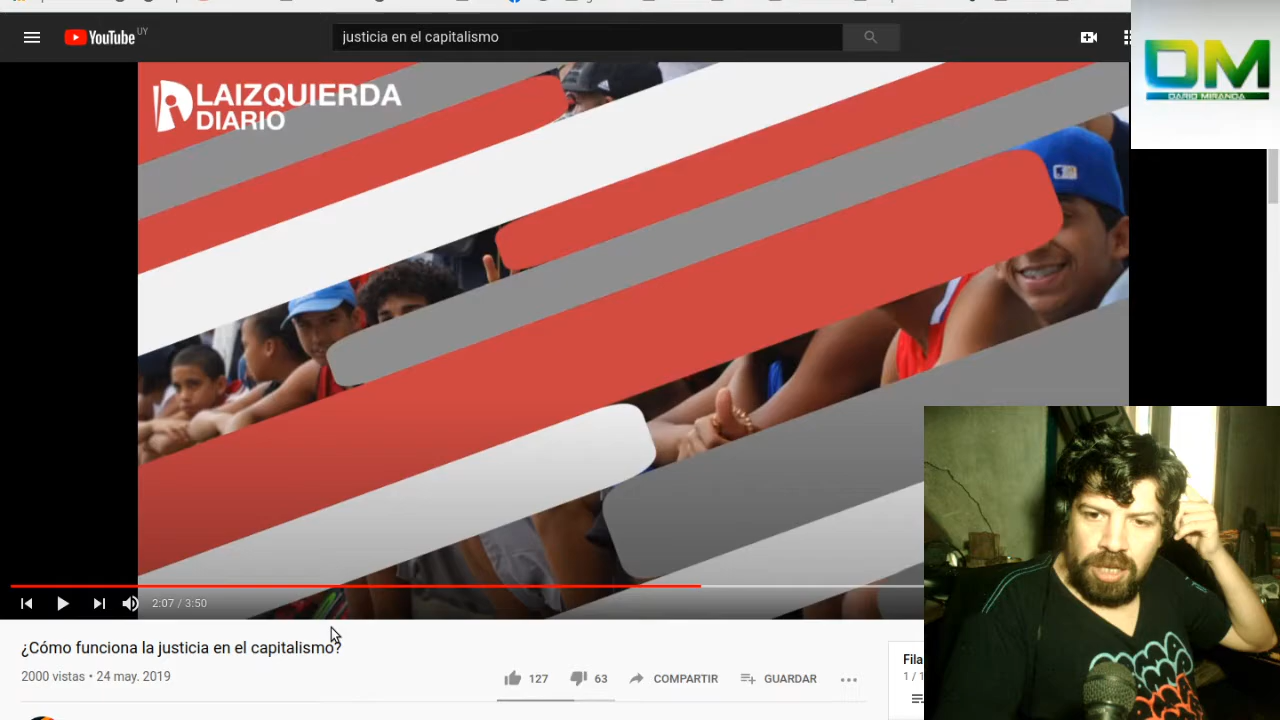 YouTube UY
justicia en el capitalismo
DM
DARIO MIRANDA
LAIZQUIERDA
DIARIO
2:07 / 3:50
¿Cómo funciona la justicia en el capitalismo?
2000 vistas • 24 may. 2019
127
63
COMPARTIR
GUARDAR
Fila
1 / 1